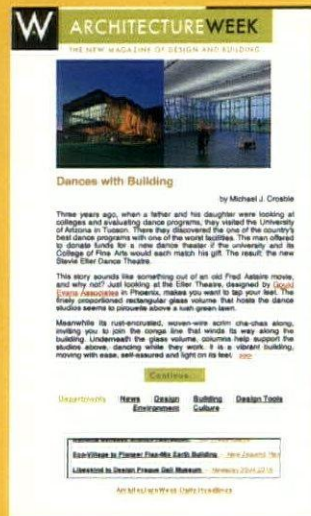 W ARCHITECTUREWEEK
THE NEW MAGAZINE OF DESIGN AND BUILDING
Dances with Building
by Michael J. Crosbie
Three years ago, when a father and his daughter were looking at
colleges and evaluating dance programs, they visited the University
of Arizona in Tucson. There they discovered the one of the country's
best dance programs with one of the worst facilities. The man offered
to donate funds for a new dance theater if the university and its
College of Fine Arts would each match his gift. The result: the new
Stevie Eller Dance Theatre.
This story sounds like something out of an old Fred Astaire movie,
and why not? Just looking at the Eller Theatre, designed by Gould
Evans Associates in Phoenix, makes you want to tap your feet. The
finely proportioned rectangular glass volume that hosts the dance
studios seems to pirouette above a lush green lawn.
Meanwhile its rust-encrusted, woven-wire scrim cha-chas along,
inviting you to join the conga line that winds its way along the
building. Underneath the glass volume, columns help support the
studios above, dancing while they work. It is a vibrant building,
moving with ease, self-assured and light on its feet. >>>
Continue...
Departments News Design Building Design Tools
Environment Culture
Eco-Village to Pioneer Flax-Mix Earth Building
Libeskind to Design Prague Dali Museum